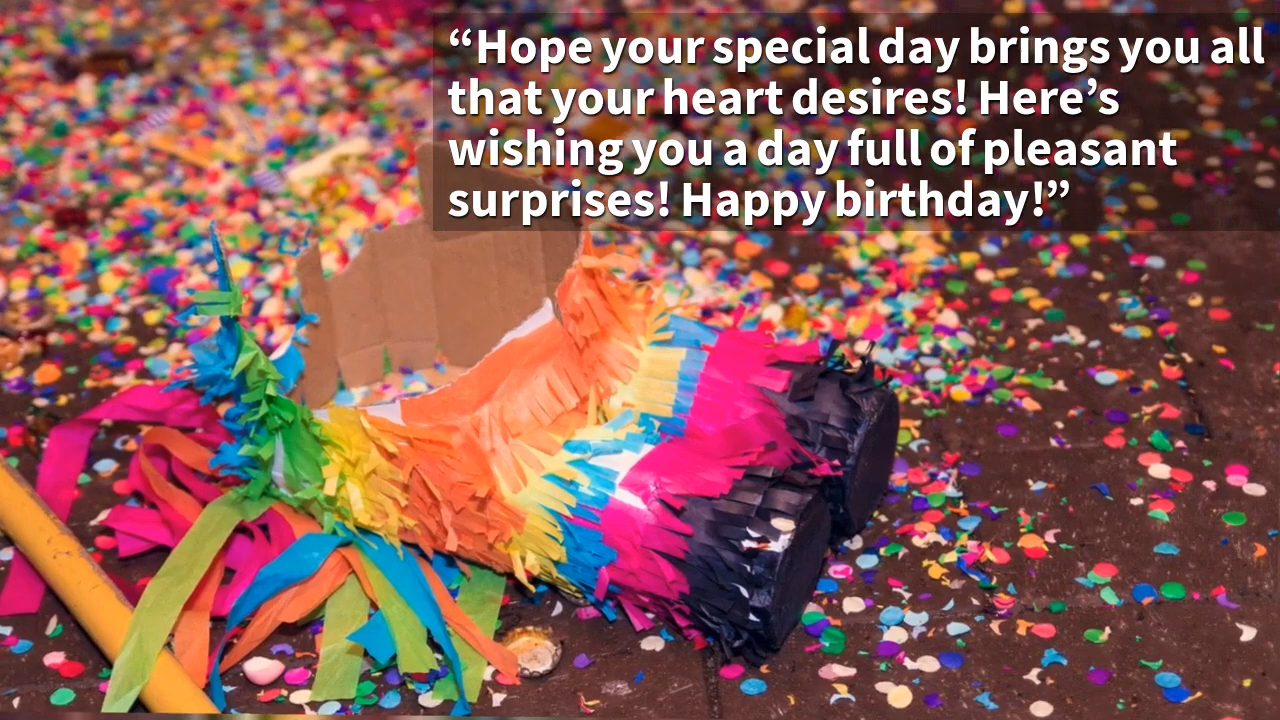 “Hope your special day brings you all
that your heart desires! Here’s
wishing you a day full of pleasant
surprises! Happy birthday!”